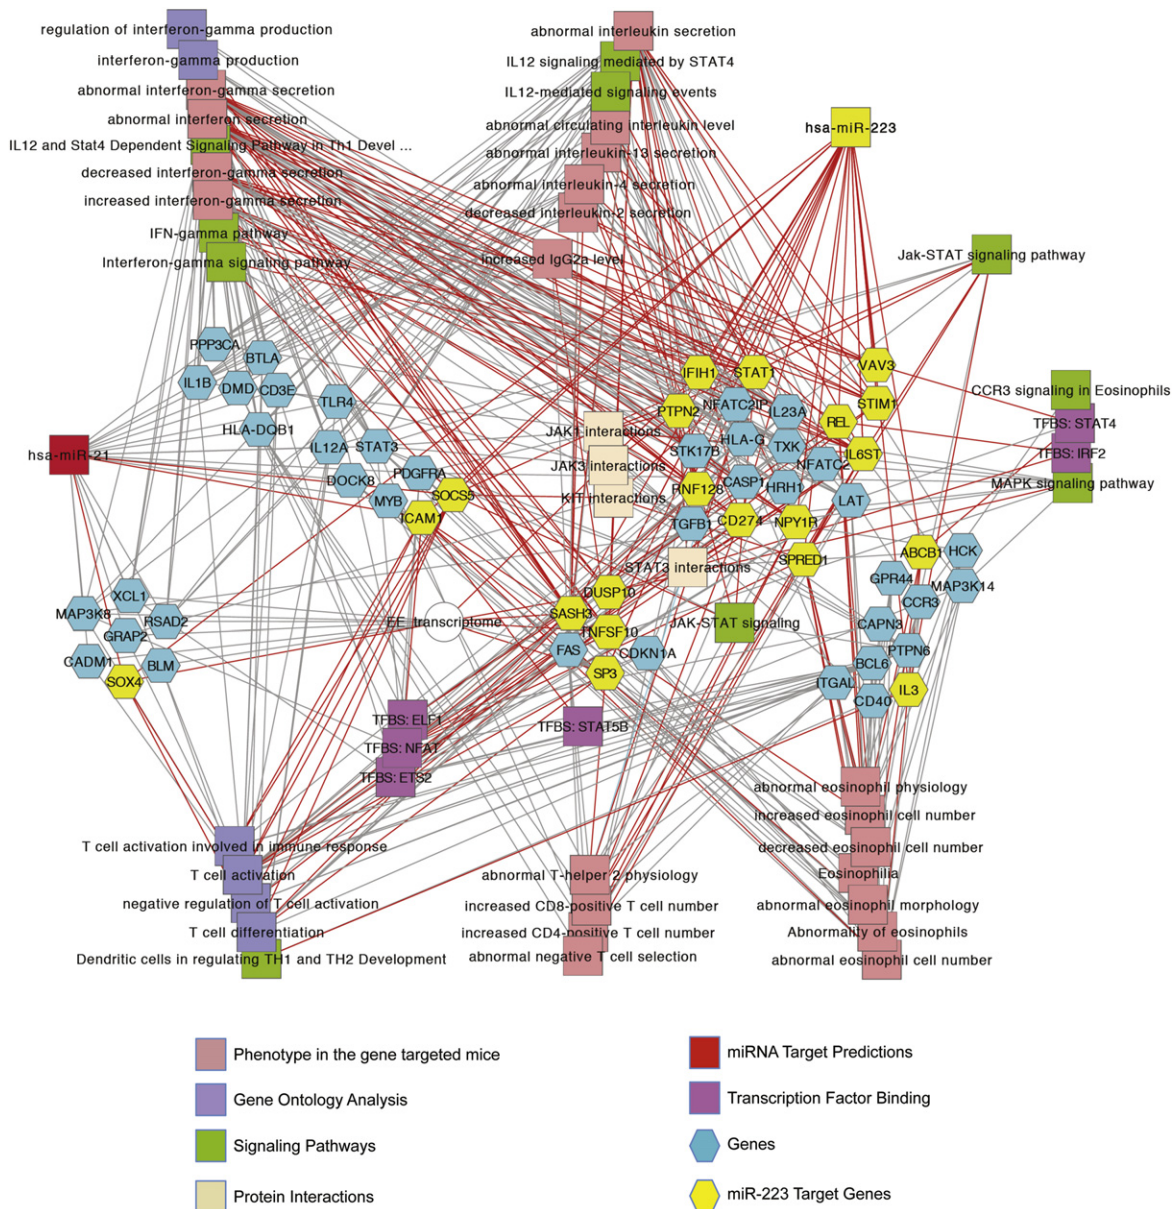 regulation of interferon-gamma production
interferon-gamma production
abnormal interferon-gamma secretion
abnormal interferon secretion
IL12 and Stat4 Dependent Signaling Pathway in Th1 Devel ...
decreased interferon-gamma secretion
increased interferon-gamma secretion
IFN-gamma pathway
Interferon-gamma signaling pathway
abnormal interleukin secretion
IL12 signaling mediated by STAT4
IL12-mediated signaling events
abnormal circulating interleukin level
abnormal interleukin-13 secretion
abnormal interleukin-4 secretion
decreased interleukin-2 secretion
increased IgG2a level
hsa-miR-223
Jak-STAT signaling pathway
CCR3 signaling in Eosinophils
TFBS: STAT4
TFBS: IRF2
MAPK signaling pathway
PPP3CA
BTLA
IL1B
DMD
CD3E
TLR4
HLA-DQB1
IL12A
STAT3
DOCK8
PDGFRA
MYB
SOCS5
ICAM1
hsa-miR-21
IFIH1
STAT1
VAV3
PTPN2
NFATC2IP
IL23A
STIM1
REL
JAK1 interactions
HLA-G
TXK
STK17B
IL6ST
NFATC2
JAK3 interactions
CASP1
HRH1
RNF128
KIT interactions
LAT
TGFB1
CD274
NPY1R
SPRED1
STAT3 interactions
ABCB1
HCK
GPR44
MAP3K14
CCR3
CAPN3
PTPN6
BCL6
ITGAL
CD40
IL3
XCL1
MAP3K8
RSAD2
GRAP2
CADM1
BLM
SOX4
EE_transcriptome
DUSP10
SASH3
TNFSF10
JAK-STAT signaling
FAS
CDKN1A
SP3
TFBS: ELF1
TFBS: NFAT
TFBS: ETS2
TFBS: STAT5B
T cell activation involved in immune response
T cell activation
negative regulation of T cell activation
T cell differentiation
Dendritic cells in regulating TH1 and TH2 Development
abnormal T-helper 2 physiology
increased CD8-positive T cell number
increased CD4-positive T cell number
abnormal negative T cell selection
abnormal eosinophil physiology
increased eosinophil cell number
decreased eosinophil cell number
Eosinophilia
abnormal eosinophil morphology
Abnormality of eosinophils
abnormal eosinophil cell number
Phenotype in the gene targeted mice
Gene Ontology Analysis
Signaling Pathways
Protein Interactions
miRNA Target Predictions
Transcription Factor Binding
Genes
miR-223 Target Genes